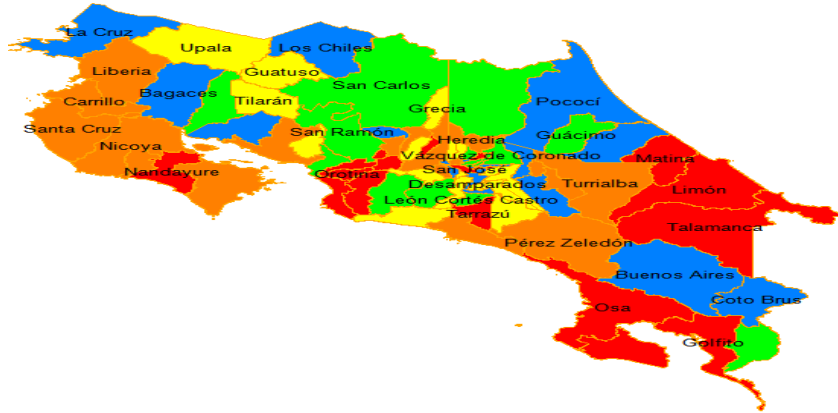 La Cruz
Upala
Los Chiles
Liberia
Guatuso
Bagaces
San Carlos
Carrillo
Tilarán
Grecia
Pococí
Santa Cruz
San Ramón
Guácimo
Nicoya
Heredia
Vázquez de Coronado
Matina
Nandayure
Orotina
San José
Desamparados
Turrialba
Limón
León Cortés Castro
Tarrazú
Talamanca
Pérez Zeledón
Buenos Aires
Coto Brus
Osa
Golfito